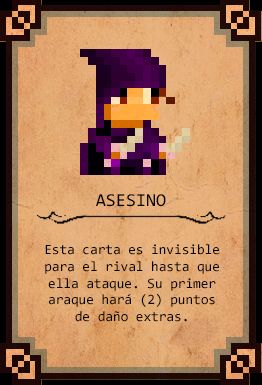 ASESINO
Esta carta es invisible
para el rival hasta que
ella ataque. Su primer
araque hará (2) puntos
de daño extras.